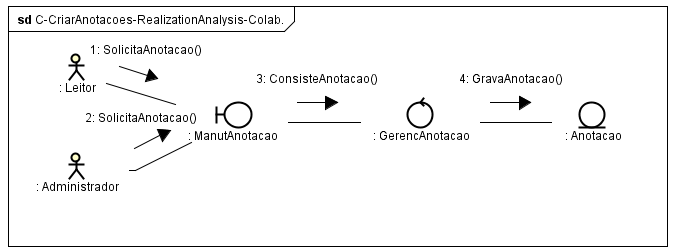 sd C-CriarAnotacoes-RealizationAnalysis-Colab.
1: SolicitaAnotacao()
: Leitor
3: ConsisteAnotacao()
4: GravaAnotacao()
2: SolicitaAnotacao()
: ManutAnotacao
: GerencAnotacao
: Anotacao
: Administrador